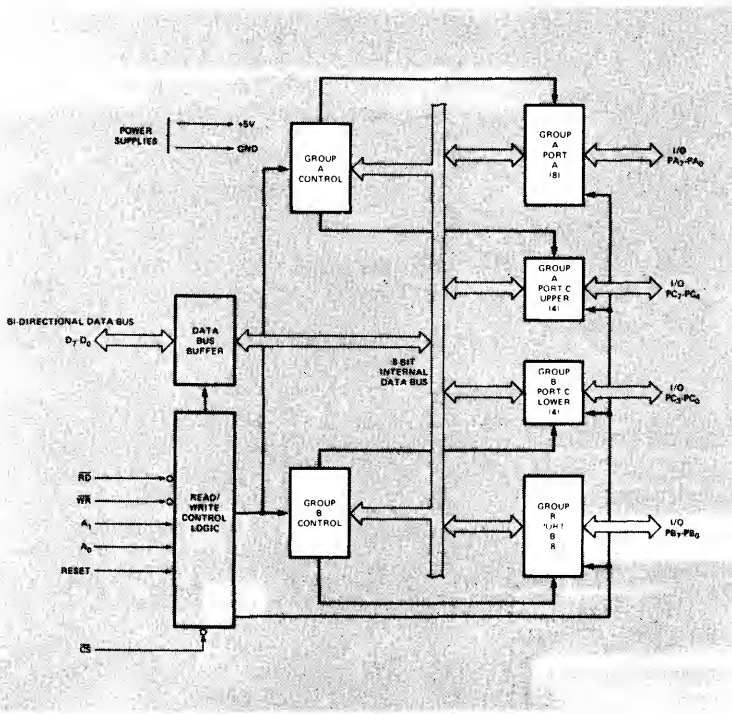 POWER
SUPPLIES
+5V
GND
GROUP
A
CONTROL
GROUP
A
PORT
A
(8)
I/O
PA7-PA0
GROUP
A
PORT C
UPPER
(4)
I/O
PC7-PC4
BI-DIRECTIONAL DATA BUS
D7-D0
DATA
BUS
BUFFER
8-BIT
INTERNAL
DATA BUS
GROUP
B
PORT C
LOWER
(4)
I/O
PC3-PC0
RD
WR
A1
A0
RESET
CS
READ/
WRITE
CONTROL
LOGIC
GROUP
B
CONTROL
GROUP
B
PORT
B
(8)
I/O
PB7-PB0